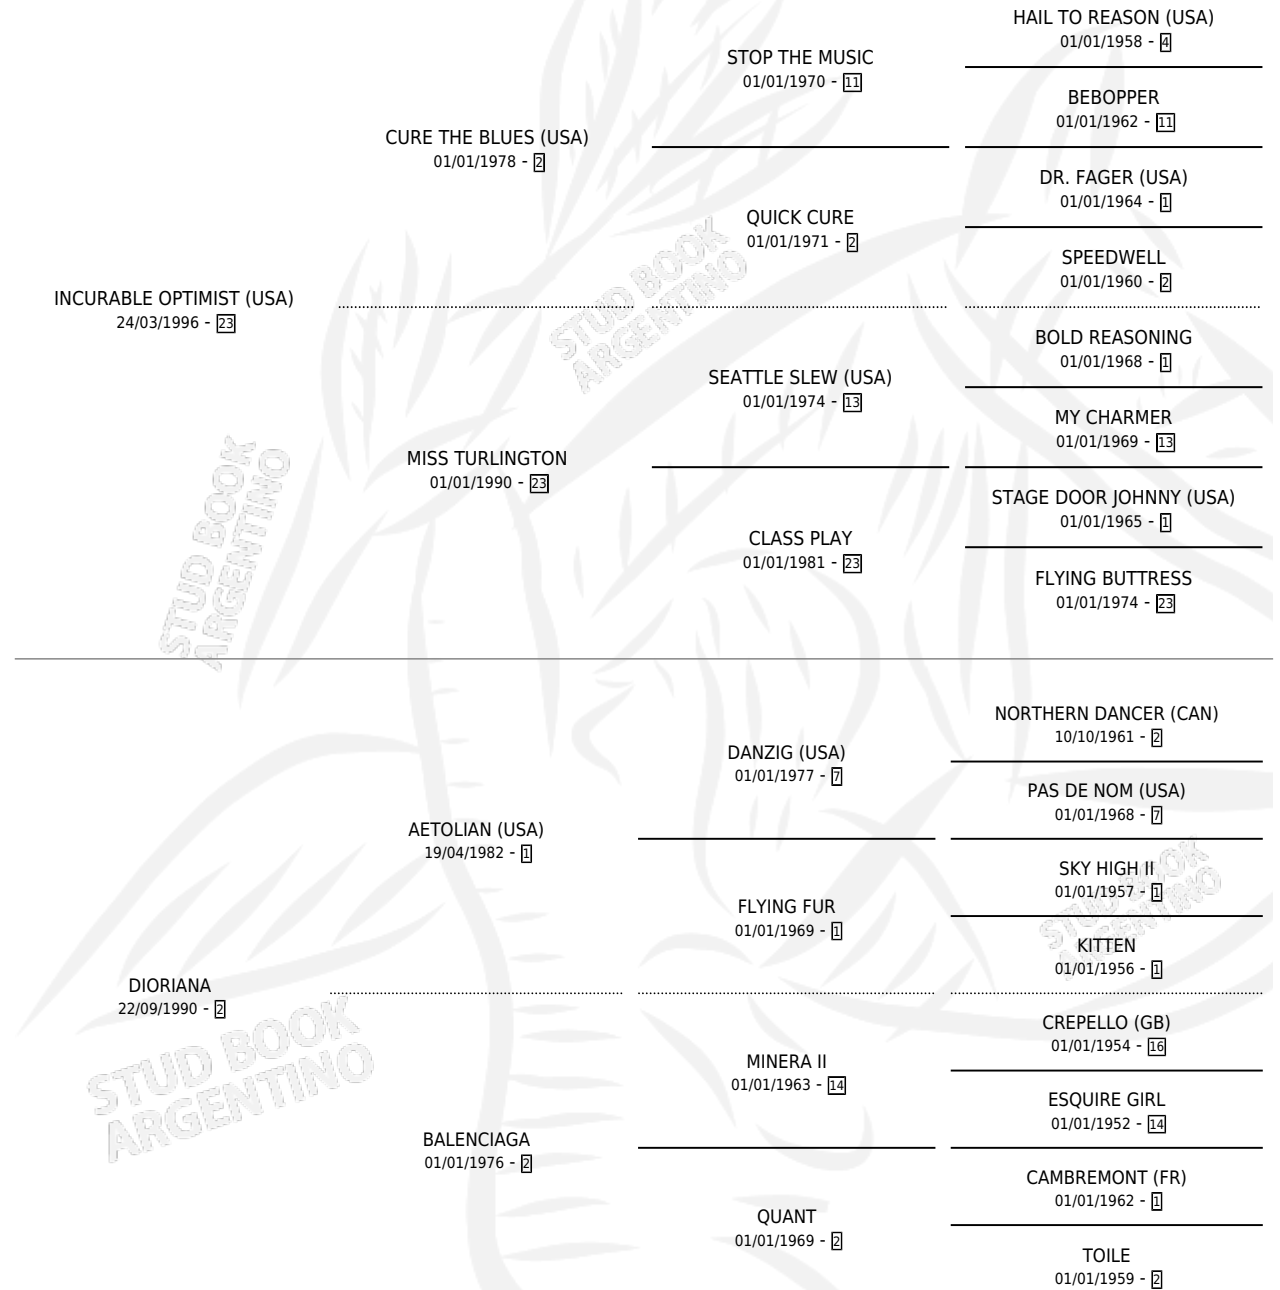 HAIL TO REASON (USA)
01/01/1958 - 4
STOP THE MUSIC
01/01/1970 - 11
BEBOPPER
01/01/1962 - 11
CURE THE BLUES (USA)
01/01/1978 - 2
DR. FAGER (USA)
01/01/1964 - 1
QUICK CURE
01/01/1971 - 2
SPEEDWELL
01/01/1960 - 2
INCURABLE OPTIMIST (USA)
24/03/1996 - 23
BOLD REASONING
01/01/1968 - 1
SEATTLE SLEW (USA)
01/01/1974 - 13
MY CHARMER
01/01/1969 - 13
MISS TURLINGTON
01/01/1990 - 23
STAGE DOOR JOHNNY (USA)
01/01/1965 - 1
CLASS PLAY
01/01/1981 - 23
FLYING BUTTRESS
01/01/1974 - 23
NORTHERN DANCER (CAN)
10/10/1961 - 2
DANZIG (USA)
01/01/1977 - 7
PAS DE NOM (USA)
01/01/1968 - 7
AETOLIAN (USA)
19/04/1982 - 1
SKY HIGH II
01/01/1957 - 1
FLYING FUR
01/01/1969 - 1
KITTEN
01/01/1956 - 1
DIORIANA
22/09/1990 - 2
CREPELLO (GB)
01/01/1954 - 16
MINERA II
01/01/1963 - 14
ESQUIRE GIRL
01/01/1952 - 14
BALENCIAGA
01/01/1976 - 2
CAMBREMONT (FR)
01/01/1962 - 1
QUANT
01/01/1969 - 2
TOILE
01/01/1959 - 2
STUD BOOK
ARGENTINO
STUD BOOK
ARGENTINO
STUD BOOK
ARGENTINO
STUD BOOK
ARGENTINO